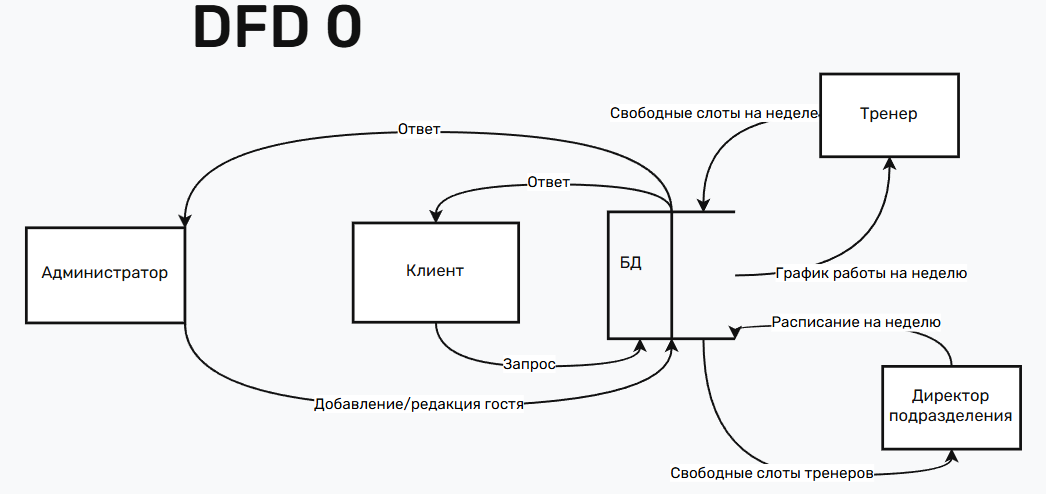 DFD 0
Свободные слоты на неделе
Тренер
Ответ
Ответ
Администратор
Клиент
БД
График работы на неделю
Расписание на неделю
Запрос
Добавление/редакция гостя
Директор
подразделения
Свободные слоты тренеров